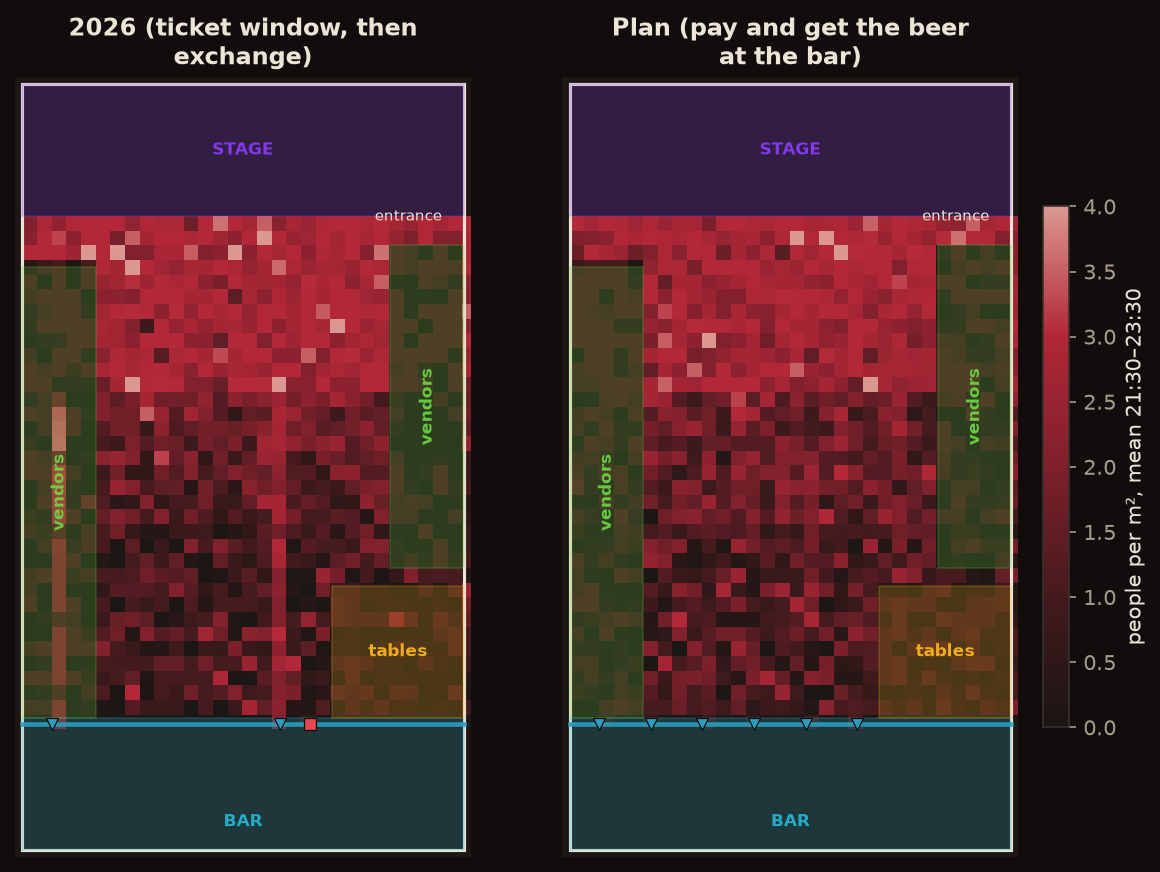 2026 (ticket window, then
exchange)
Plan (pay and get the beer
at the bar)
STAGE
entrance
vendors
vendors
tables
BAR
STAGE
entrance
vendors
vendors
tables
BAR
4.0
3.5
3.0
2.5
2.0
1.5
1.0
0.5
0.0
people per m², mean 21:30–23:30